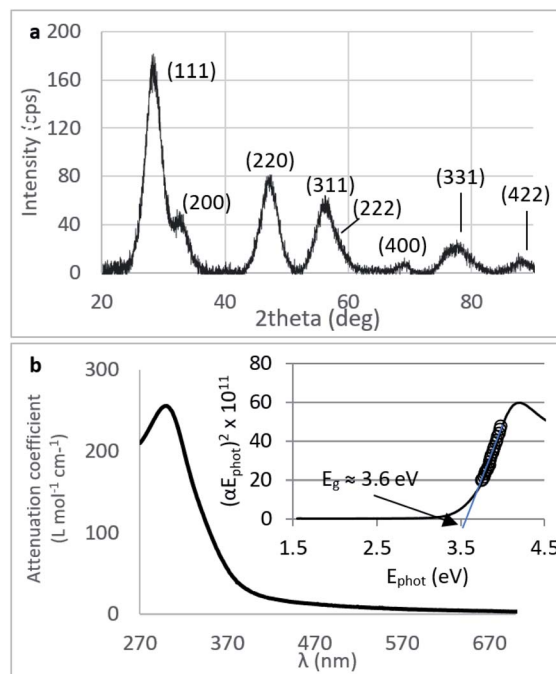 a
200
160
120
80
40
0
Intensity (cps)
(111)
(200)
(220)
(311)
(222)
(400)
(331)
(422)
20 40 60 80
2theta (deg)
b
300
200
100
0
Attenuation coefficient
(L mol⁻¹ cm⁻¹)
270 370 470 570 670
λ (nm)
80
60
40
20
0
(αE_phot)² x 10¹¹
E_g ≈ 3.6 eV
1.5 2.5 3.5 4.5
E_phot (eV)